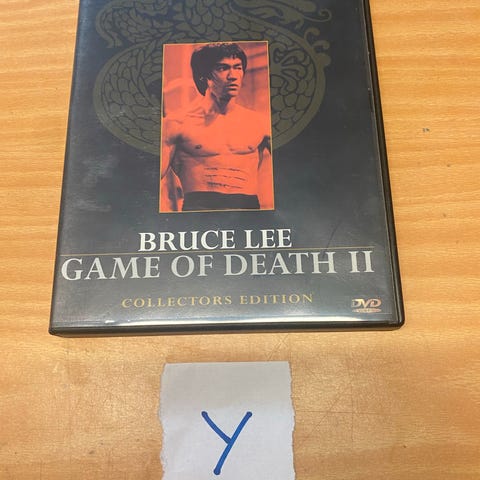 BRUCE LEE
GAME OF DEATH II
COLLECTORS EDITION
DVD
Y